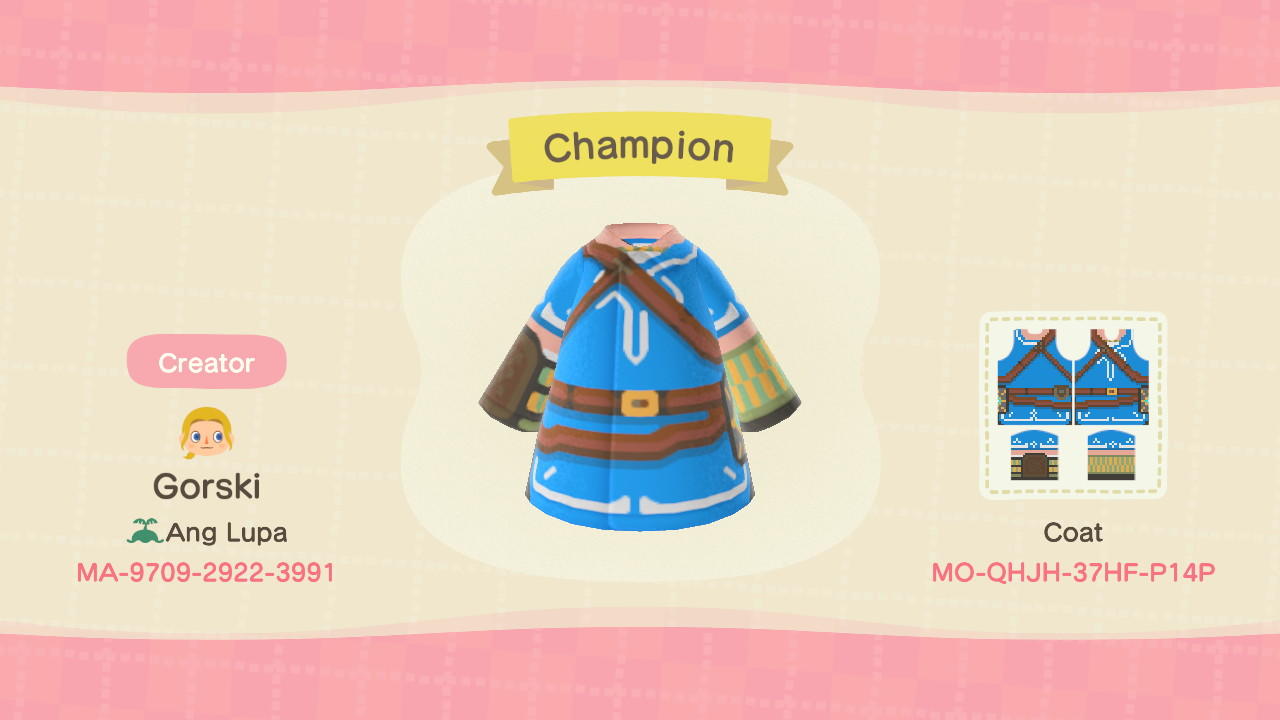 Champion
Creator
Gorski
Ang Lupa
MA-9709-2922-3991
Coat
MO-QHJH-37HF-P14P